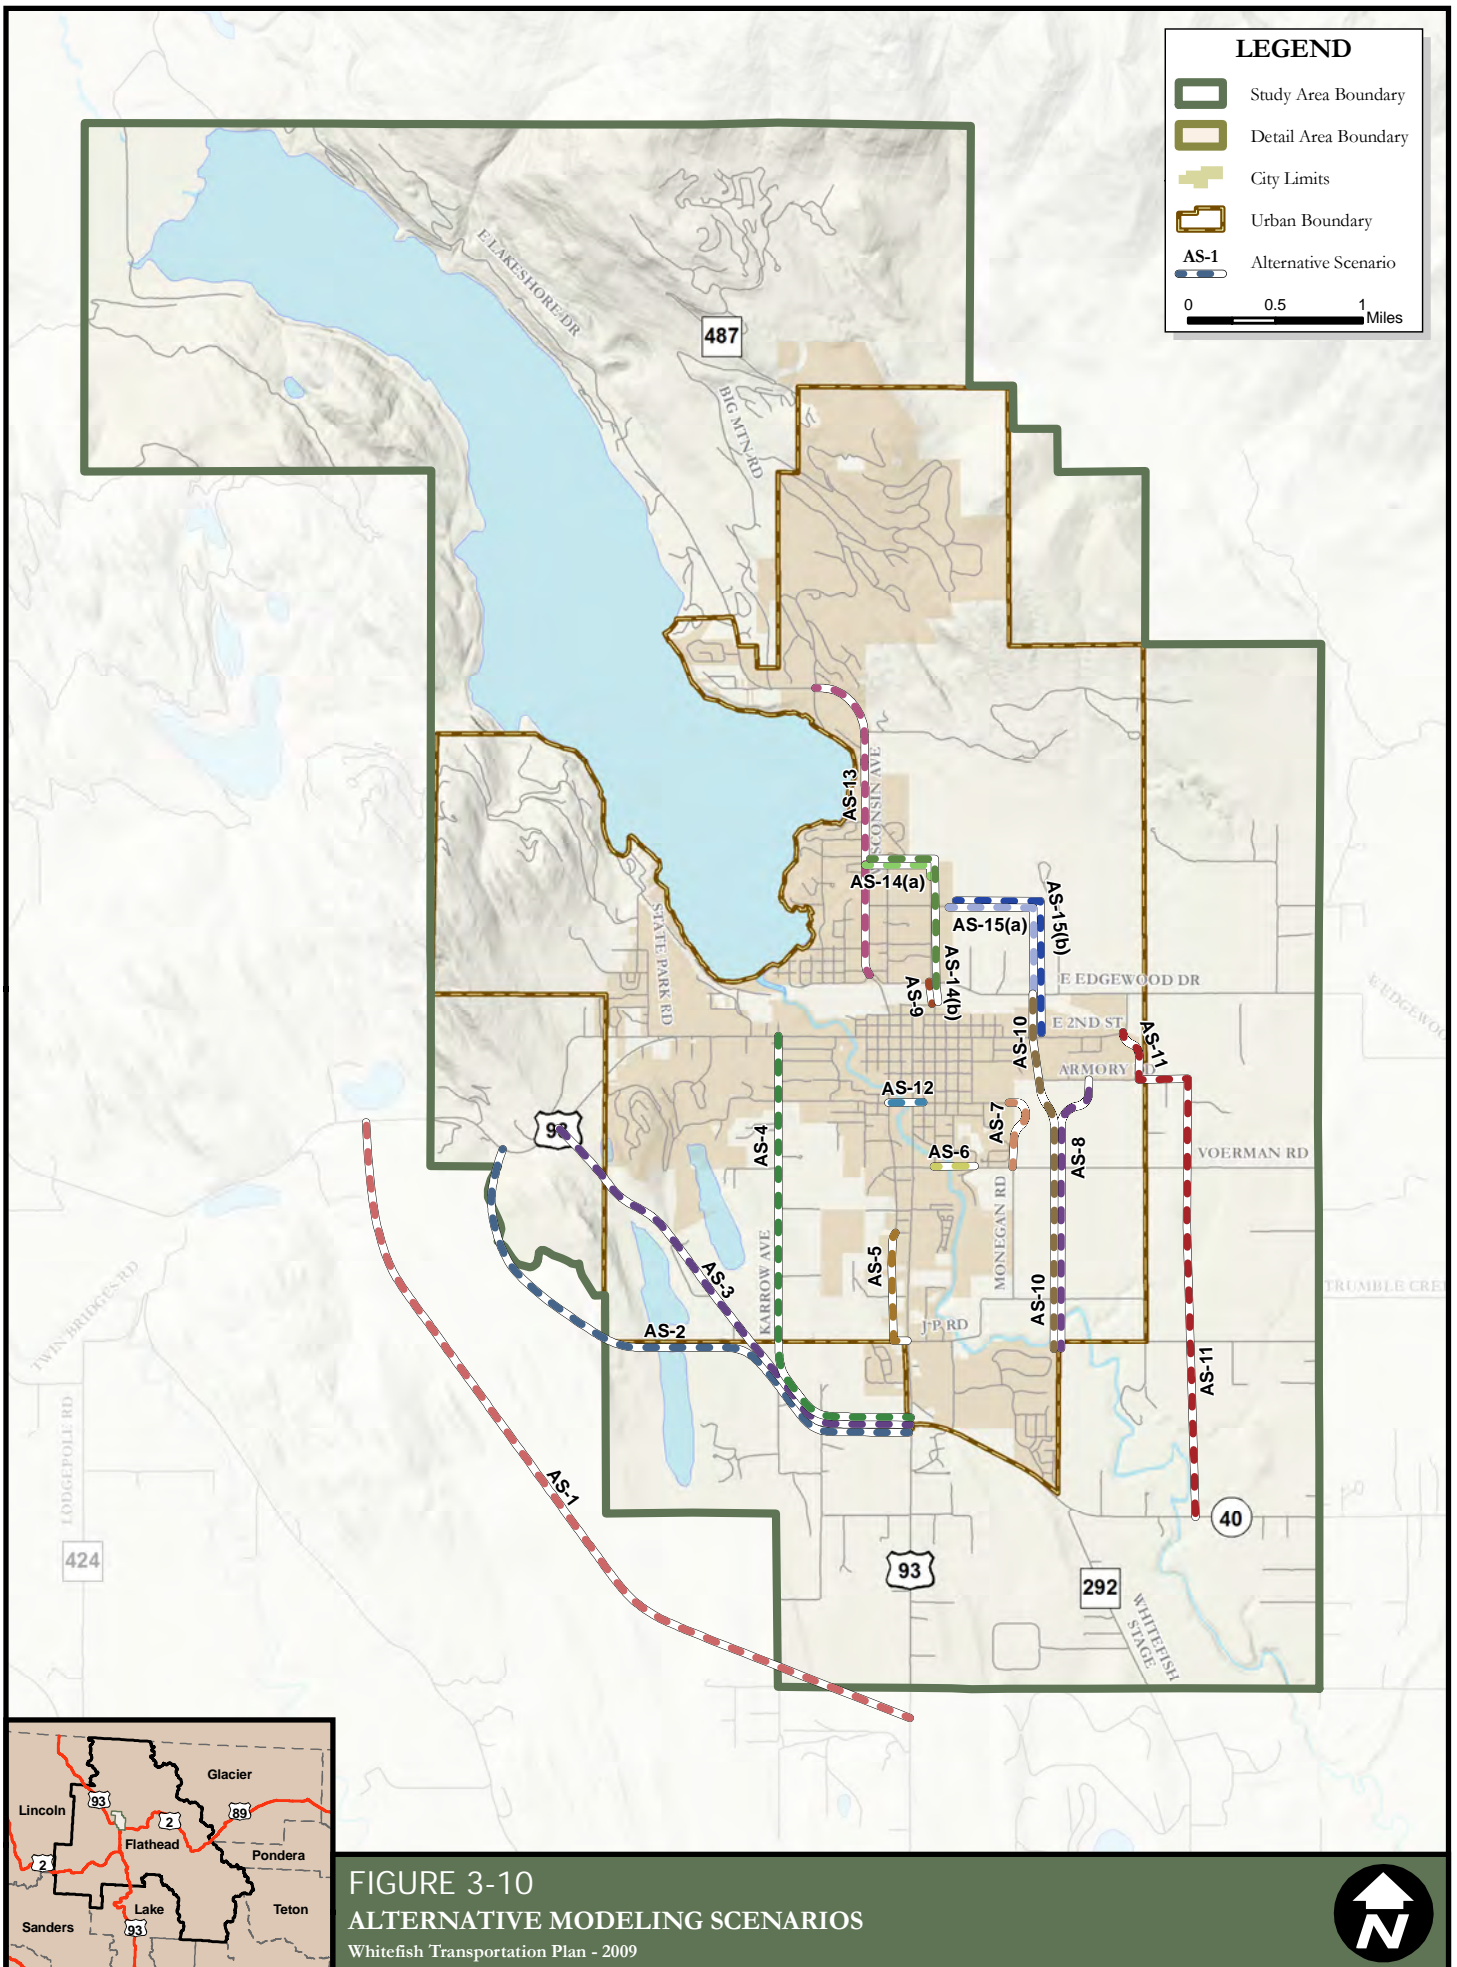 LEGEND
Study Area Boundary
Detail Area Boundary
City Limits
Urban Boundary
AS-1
Alternative Scenario
0 0.5 1
Miles
E LAKESHORE DR
487
BIG MTN RD
AS-13
SCONSIN AVE
AS-14(a)
AS-15(a)
AS-15(b)
STATE PARK RD
AS-9
AS-14(b)
E EDGEWOOD DR
AS-10
E 2ND ST
AS-11
ARMORY
AS-12
93
AS-4
AS-7
AS-8
AS-6
VOERMAN RD
MONEGAN RD
KARROW AVE
AS-3
AS-5
AS-10
TRUMBLE CREE
TWIN BRIDGES RD
AS-2
J P RD
AS-11
LODGEPOLE RD
AS-1
40
424
93
292
WHITEFISH
STAGE
Glacier
93
Lincoln
89
2
Flathead
2
Pondera
Lake
Teton
Sanders
93
FIGURE 3-10
ALTERNATIVE MODELING SCENARIOS
Whitefish Transportation Plan - 2009
N